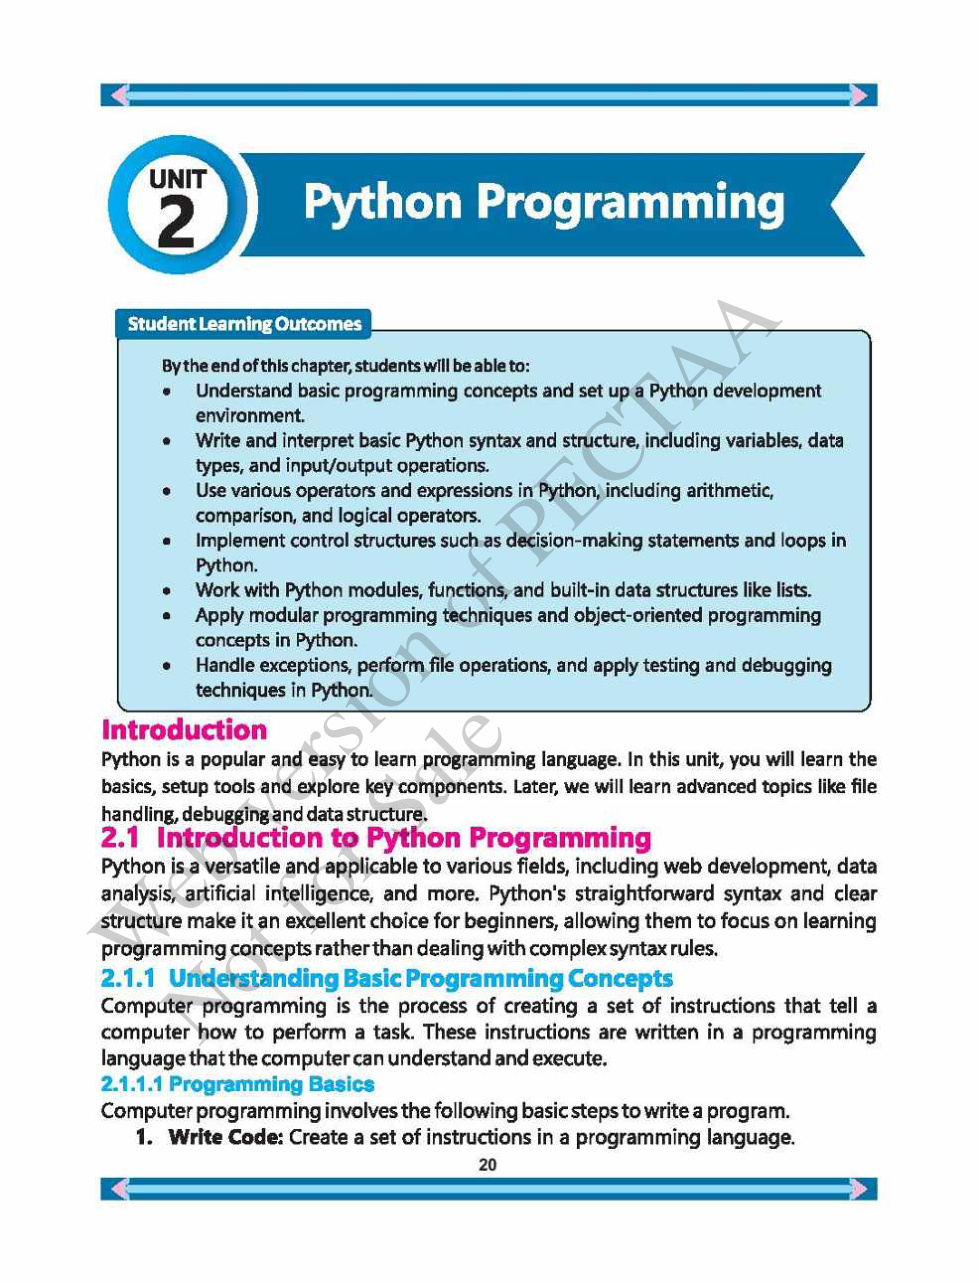 UNIT
2
Python Programming
Student Learning Outcomes
By the end of this chapter, students will be able to:
• Understand basic programming concepts and set up a Python development
environment.
• Write and interpret basic Python syntax and structure, including variables, data
types, and input/output operations.
• Use various operators and expressions in Python, including arithmetic,
comparison, and logical operators.
• Implement control structures such as decision-making statements and loops in
Python.
• Work with Python modules, functions, and built-in data structures like lists.
• Apply modular programming techniques and object-oriented programming
concepts in Python.
• Handle exceptions, perform file operations, and apply testing and debugging
techniques in Python.
Introduction
Python is a popular and easy to learn programming language. In this unit, you will learn the
basics, setup tools and explore key components. Later, we will learn advanced topics like file
handling, debugging and data structure.
2.1 Introduction to Python Programming
Python is a versatile and applicable to various fields, including web development, data
analysis, artificial intelligence, and more. Python's straightforward syntax and clear
structure make it an excellent choice for beginners, allowing them to focus on learning
programming concepts rather than dealing with complex syntax rules.
2.1.1 Understanding Basic Programming Concepts
Computer programming is the process of creating a set of instructions that tell a
computer how to perform a task. These instructions are written in a programming
language that the computer can understand and execute.
2.1.1.1 Programming Basics
Computer programming involves the following basic steps to write a program.
1. Write Code: Create a set of instructions in a programming language.
20
Web version of PECTAA
Not for Sale